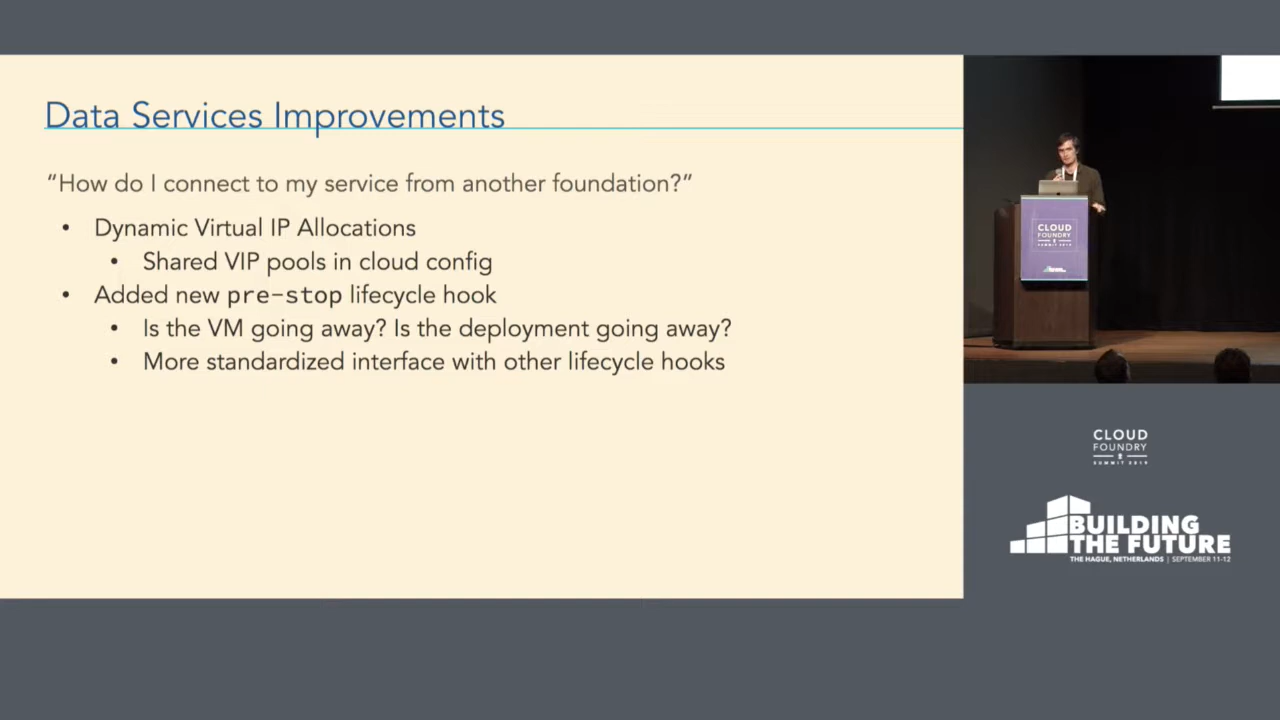 Data Services Improvements
“How do I connect to my service from another foundation?”
• Dynamic Virtual IP Allocations
• Shared VIP pools in cloud config
• Added new pre-stop lifecycle hook
• Is the VM going away? Is the deployment going away?
• More standardized interface with other lifecycle hooks
CLOUD
FOUNDRY
CLOUD
FOUNDRY
SUMMIT 2019
BUILDING
THE FUTURE
THE HAGUE, NETHERLANDS | SEPTEMBER 11-12